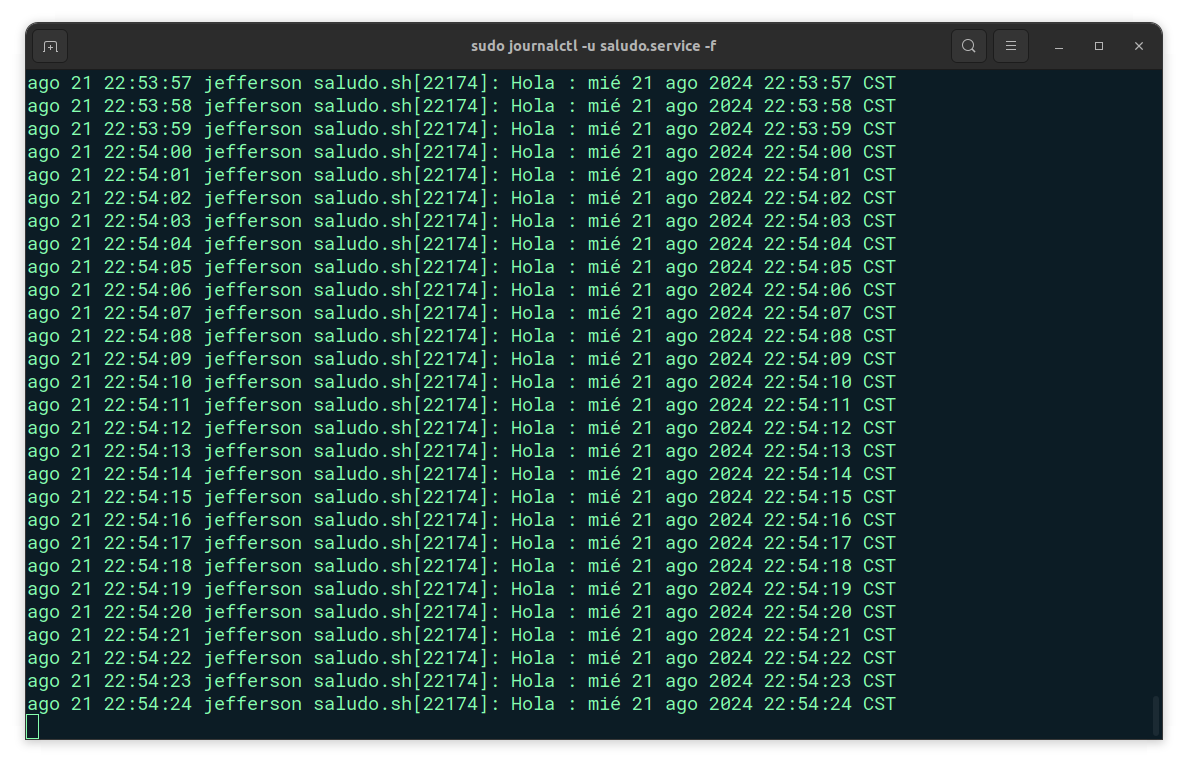 sudo journalctl -u saludo.service -f
ago 21 22:53:57 jefferson saludo.sh[22174]: Hola : mié 21 ago 2024 22:53:57 CST
ago 21 22:53:58 jefferson saludo.sh[22174]: Hola : mié 21 ago 2024 22:53:58 CST
ago 21 22:53:59 jefferson saludo.sh[22174]: Hola : mié 21 ago 2024 22:53:59 CST
ago 21 22:54:00 jefferson saludo.sh[22174]: Hola : mié 21 ago 2024 22:54:00 CST
ago 21 22:54:01 jefferson saludo.sh[22174]: Hola : mié 21 ago 2024 22:54:01 CST
ago 21 22:54:02 jefferson saludo.sh[22174]: Hola : mié 21 ago 2024 22:54:02 CST
ago 21 22:54:03 jefferson saludo.sh[22174]: Hola : mié 21 ago 2024 22:54:03 CST
ago 21 22:54:04 jefferson saludo.sh[22174]: Hola : mié 21 ago 2024 22:54:04 CST
ago 21 22:54:05 jefferson saludo.sh[22174]: Hola : mié 21 ago 2024 22:54:05 CST
ago 21 22:54:06 jefferson saludo.sh[22174]: Hola : mié 21 ago 2024 22:54:06 CST
ago 21 22:54:07 jefferson saludo.sh[22174]: Hola : mié 21 ago 2024 22:54:07 CST
ago 21 22:54:08 jefferson saludo.sh[22174]: Hola : mié 21 ago 2024 22:54:08 CST
ago 21 22:54:09 jefferson saludo.sh[22174]: Hola : mié 21 ago 2024 22:54:09 CST
ago 21 22:54:10 jefferson saludo.sh[22174]: Hola : mié 21 ago 2024 22:54:10 CST
ago 21 22:54:11 jefferson saludo.sh[22174]: Hola : mié 21 ago 2024 22:54:11 CST
ago 21 22:54:12 jefferson saludo.sh[22174]: Hola : mié 21 ago 2024 22:54:12 CST
ago 21 22:54:13 jefferson saludo.sh[22174]: Hola : mié 21 ago 2024 22:54:13 CST
ago 21 22:54:14 jefferson saludo.sh[22174]: Hola : mié 21 ago 2024 22:54:14 CST
ago 21 22:54:15 jefferson saludo.sh[22174]: Hola : mié 21 ago 2024 22:54:15 CST
ago 21 22:54:16 jefferson saludo.sh[22174]: Hola : mié 21 ago 2024 22:54:16 CST
ago 21 22:54:17 jefferson saludo.sh[22174]: Hola : mié 21 ago 2024 22:54:17 CST
ago 21 22:54:18 jefferson saludo.sh[22174]: Hola : mié 21 ago 2024 22:54:18 CST
ago 21 22:54:19 jefferson saludo.sh[22174]: Hola : mié 21 ago 2024 22:54:19 CST
ago 21 22:54:20 jefferson saludo.sh[22174]: Hola : mié 21 ago 2024 22:54:20 CST
ago 21 22:54:21 jefferson saludo.sh[22174]: Hola : mié 21 ago 2024 22:54:21 CST
ago 21 22:54:22 jefferson saludo.sh[22174]: Hola : mié 21 ago 2024 22:54:22 CST
ago 21 22:54:23 jefferson saludo.sh[22174]: Hola : mié 21 ago 2024 22:54:23 CST
ago 21 22:54:24 jefferson saludo.sh[22174]: Hola : mié 21 ago 2024 22:54:24 CST